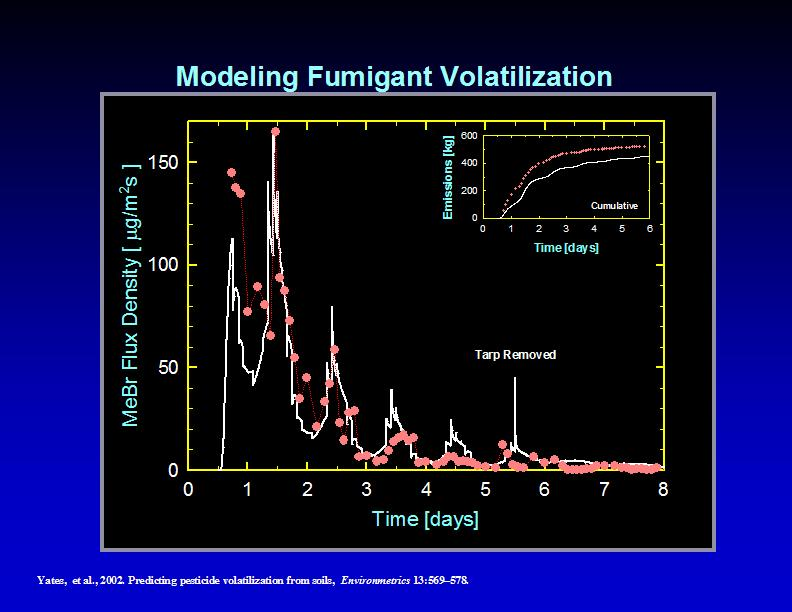 Modeling Fumigant Volatilization
MeBr Flux Density [ µg/m²s ]
150
100
50
0
0 1 2 3 4 5 6 7 8
Time [days]
Emissions [kg]
600
400
200
0
0 1 2 3 4 5 6
Time [days]
Cumulative
Tarp Removed
Yates, et al., 2002. Predicting pesticide volatilization from soils, Environmetrics 13:569–578.